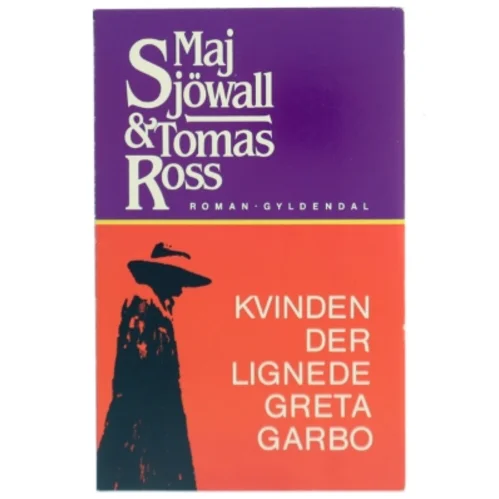 Maj
Sjöwall
& Tomas
Ross
ROMAN · GYLDENDAL
KVINDEN
DER
LIGNEDE
GRETA
GARBO